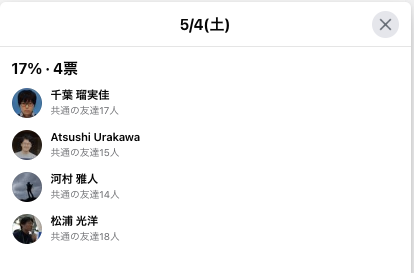 5/4(土)
17% · 4票
千葉 瑠実佳
共通の友達17人
Atsushi Urakawa
共通の友達15人
河村 雅人
共通の友達14人
松浦 光洋
共通の友達18人